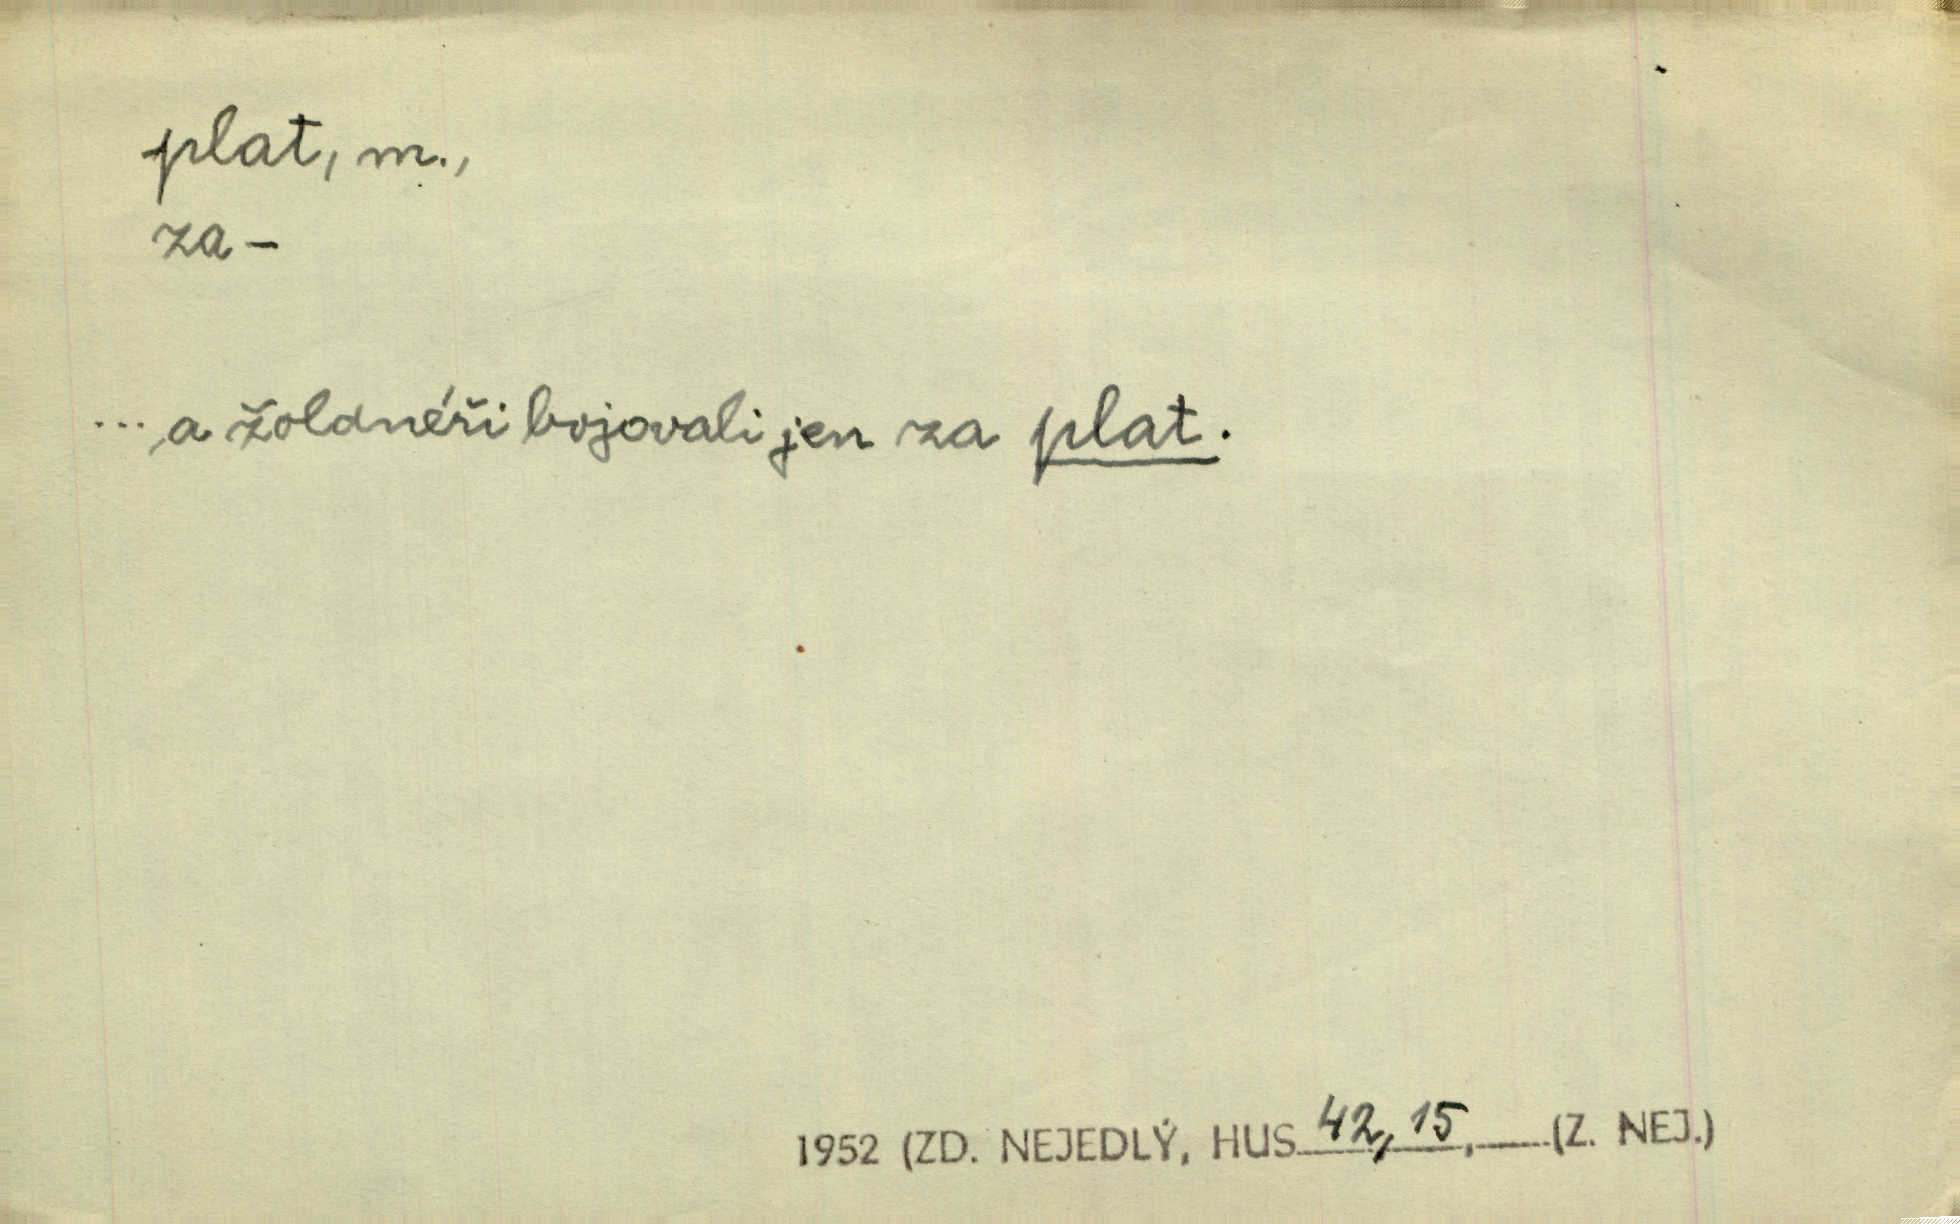 plat, m.,
za –
... a žoldnéři bojovali jen za plat.
1952 (ZD. NEJEDLÝ, HUS 42, 15, (Z. NEJ.)